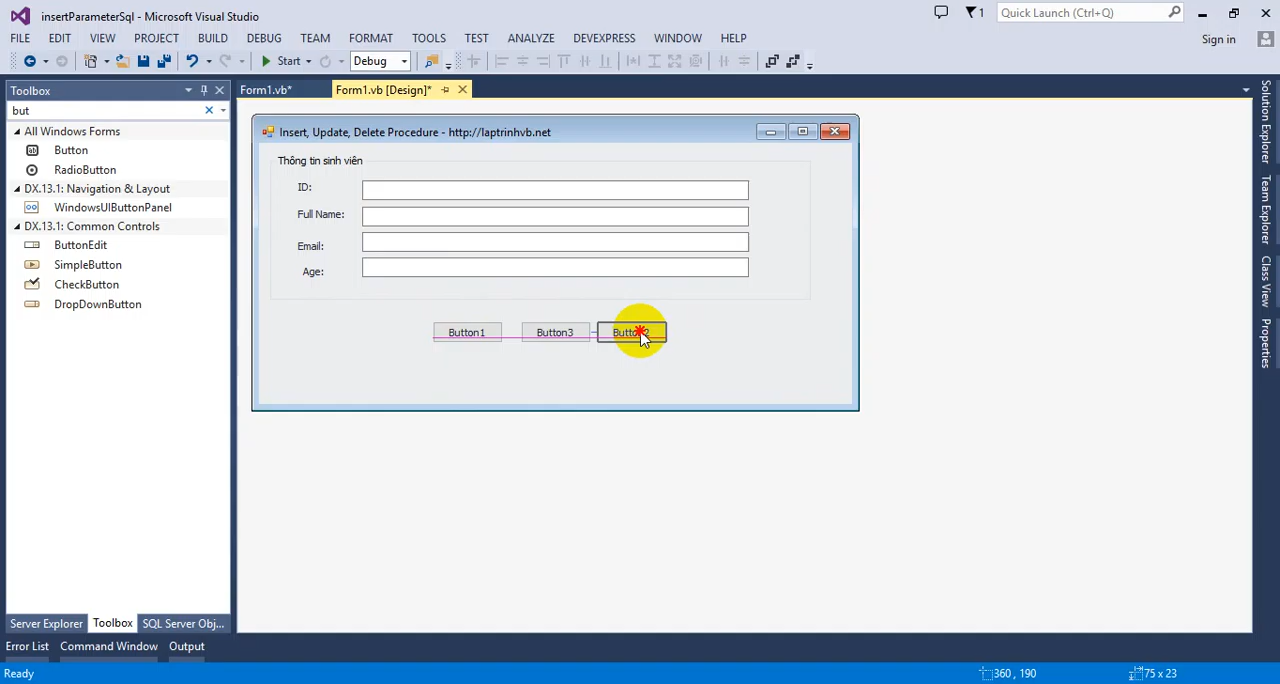 insertParameterSql - Microsoft Visual Studio
1
Quick Launch (Ctrl+Q)
FILE EDIT VIEW PROJECT BUILD DEBUG TEAM FORMAT TOOLS TEST ANALYZE DEVEXPRESS WINDOW HELP
Sign in
Start Debug
Toolbox
but
All Windows Forms
Button
RadioButton
DX.13.1: Navigation & Layout
WindowsUIButtonPanel
DX.13.1: Common Controls
ButtonEdit
SimpleButton
CheckButton
DropDownButton
Server Explorer Toolbox SQL Server Obj...
Form1.vb* Form1.vb [Design]*
Insert, Update, Delete Procedure - http://laptrinhvb.net
Thông tin sinh viên
ID:
Full Name:
Email:
Age:
Button1 Button3
Solution Explorer
Team Explorer
Class View
Properties
Error List Command Window Output
Ready
360 , 190
75 x 23